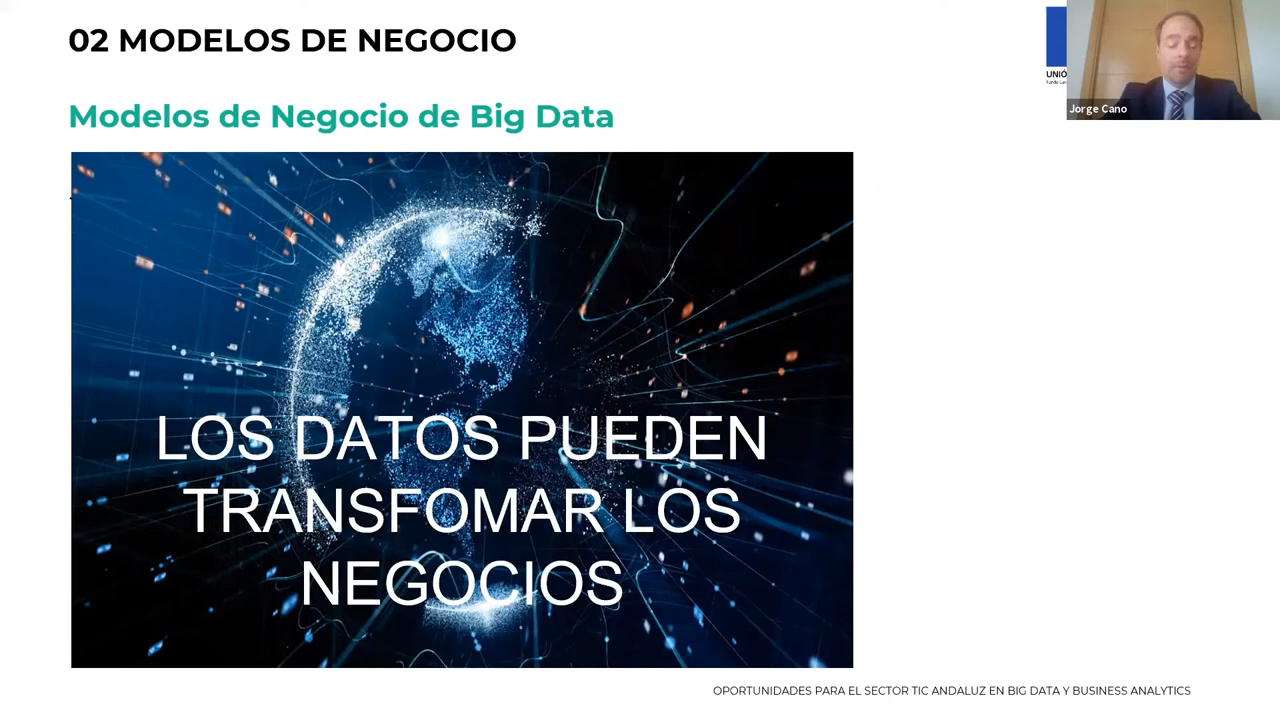 02 MODELOS DE NEGOCIO
UNIÓ
Jorge Cano
Modelos de Negocio de Big Data
LOS DATOS PUEDEN
TRANSFOMAR LOS
NEGOCIOS
OPORTUNIDADES PARA EL SECTOR TIC ANDALUZ EN BIG DATA Y BUSINESS ANALYTICS